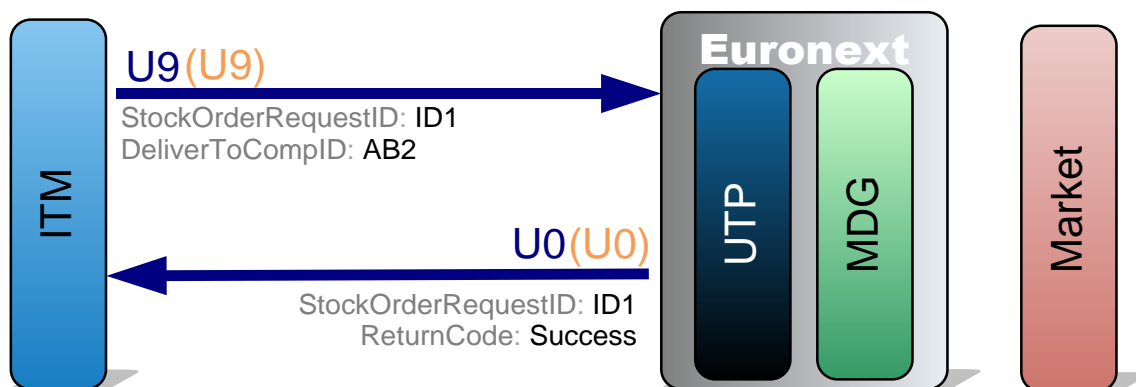 Euronext
U9(U9)
StockOrderRequestID: ID1
DeliverToCompID: AB2
ITM
UTP
MDG
Market
U0(U0)
StockOrderRequestID: ID1
ReturnCode: Success